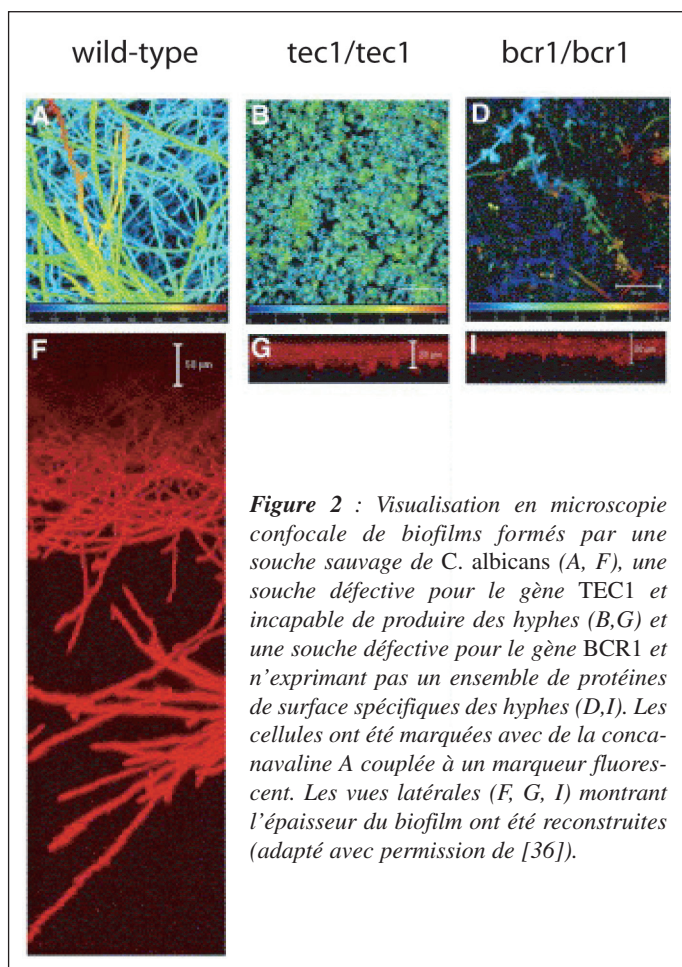 wild-type tec1/tec1 bcr1/bcr1
A B D
F G I
50 µm 20 µm
Figure 2 : Visualisation en microscopie
confocale de biofilms formés par une
souche sauvage de C. albicans (A, F), une
souche défective pour le gène TEC1 et
incapable de produire des hyphes (B,G) et
une souche défective pour le gène BCR1 et
n'exprimant pas un ensemble de protéines
de surface spécifiques des hyphes (D,I). Les
cellules ont été marquées avec de la conca-
navaline A couplée à un marqueur fluores-
cent. Les vues latérales (F, G, I) montrant
l'épaisseur du biofilm ont été reconstruites
(adapté avec permission de [36]).